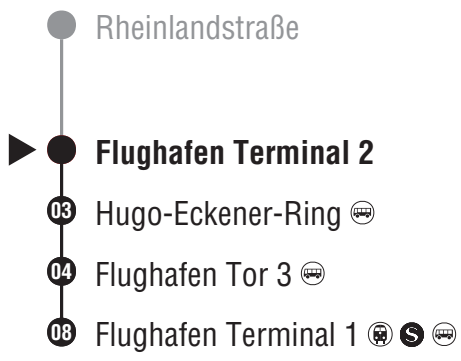 Rheinlandstraße
Flughafen Terminal 2
03 Hugo-Eckener-Ring
04 Flughafen Tor 3
08 Flughafen Terminal 1 S